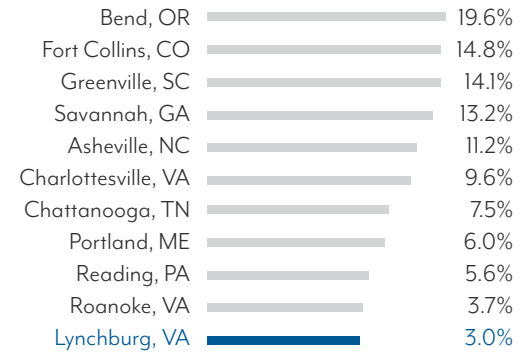 Bend, OR 19.6%
Fort Collins, CO 14.8%
Greenville, SC 14.1%
Savannah, GA 13.2%
Asheville, NC 11.2%
Charlottesville, VA 9.6%
Chattanooga, TN 7.5%
Portland, ME 6.0%
Reading, PA 5.6%
Roanoke, VA 3.7%
Lynchburg, VA 3.0%